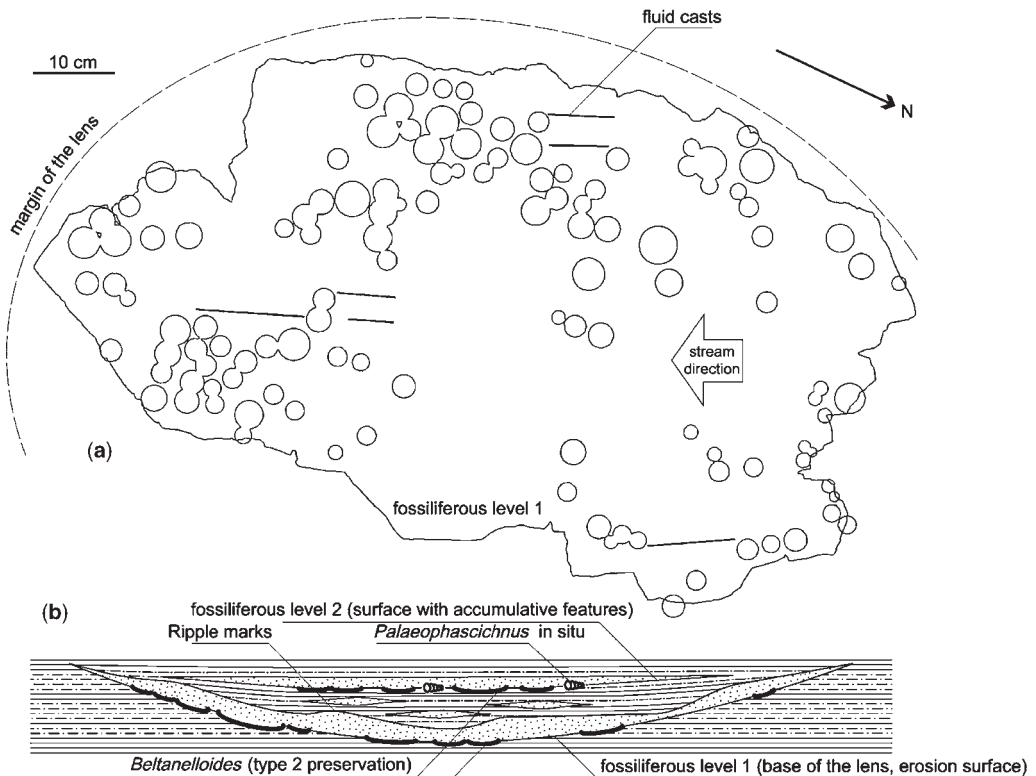 fluid casts
10 cm
N
margin of the lens
stream
direction
(a)
fossiliferous level 1
(b)
fossiliferous level 2 (surface with accumulative features)
Ripple marks
Palaeophascichnus in situ
Beltanelloides (type 2 preservation)
fossiliferous level 1 (base of the lens, erosion surface)